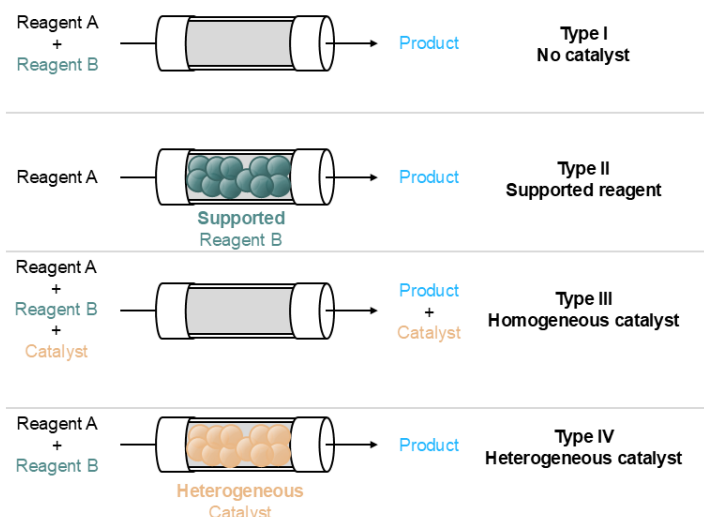 Reagent A
+
Reagent B
Product
Type I
No catalyst
Reagent A
Supported
Reagent B
Product
Type II
Supported reagent
Reagent A
+
Reagent B
+
Catalyst
Product
+
Catalyst
Type III
Homogeneous catalyst
Reagent A
+
Reagent B
Heterogeneous
Catalyst
Product
Type IV
Heterogeneous catalyst